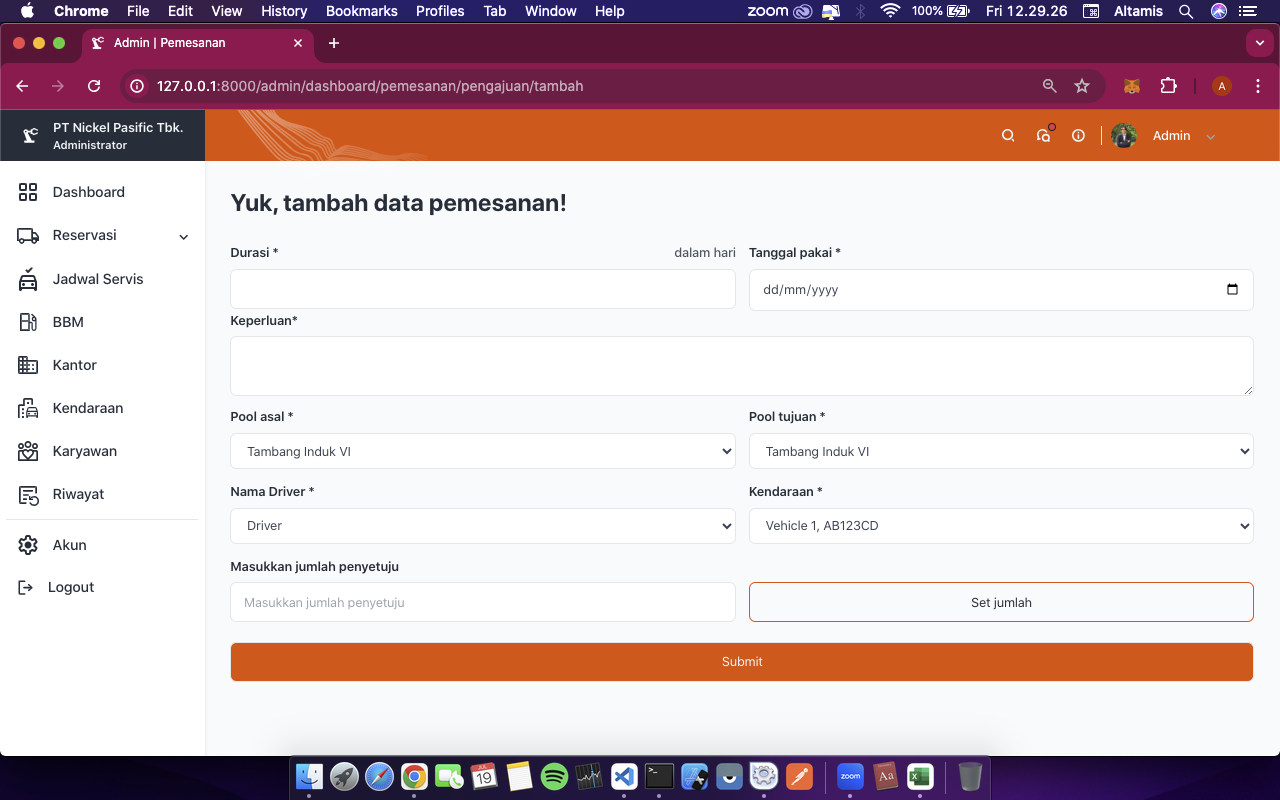 Chrome File Edit View History Bookmarks Profiles Tab Window Help zoom 100% Fri 12.29.26 Altamis
Admin | Pemesanan
127.0.0.1:8000/admin/dashboard/pemesanan/pengajuan/tambah
A
PT Nickel Pasific Tbk.
Administrator
Admin
Dashboard
Reservasi
Jadwal Servis
BBM
Kantor
Kendaraan
Karyawan
Riwayat
Akun
Logout
Yuk, tambah data pemesanan!
Durasi * dalam hari Tanggal pakai *
dd/mm/yyyy
Keperluan*
Pool asal * Pool tujuan *
Tambang Induk VI Tambang Induk VI
Nama Driver * Kendaraan *
Driver Vehicle 1, AB123CD
Masukkan jumlah penyetuju
Masukkan jumlah penyetuju Set jumlah
Submit
JUL
19
zoom
Aa